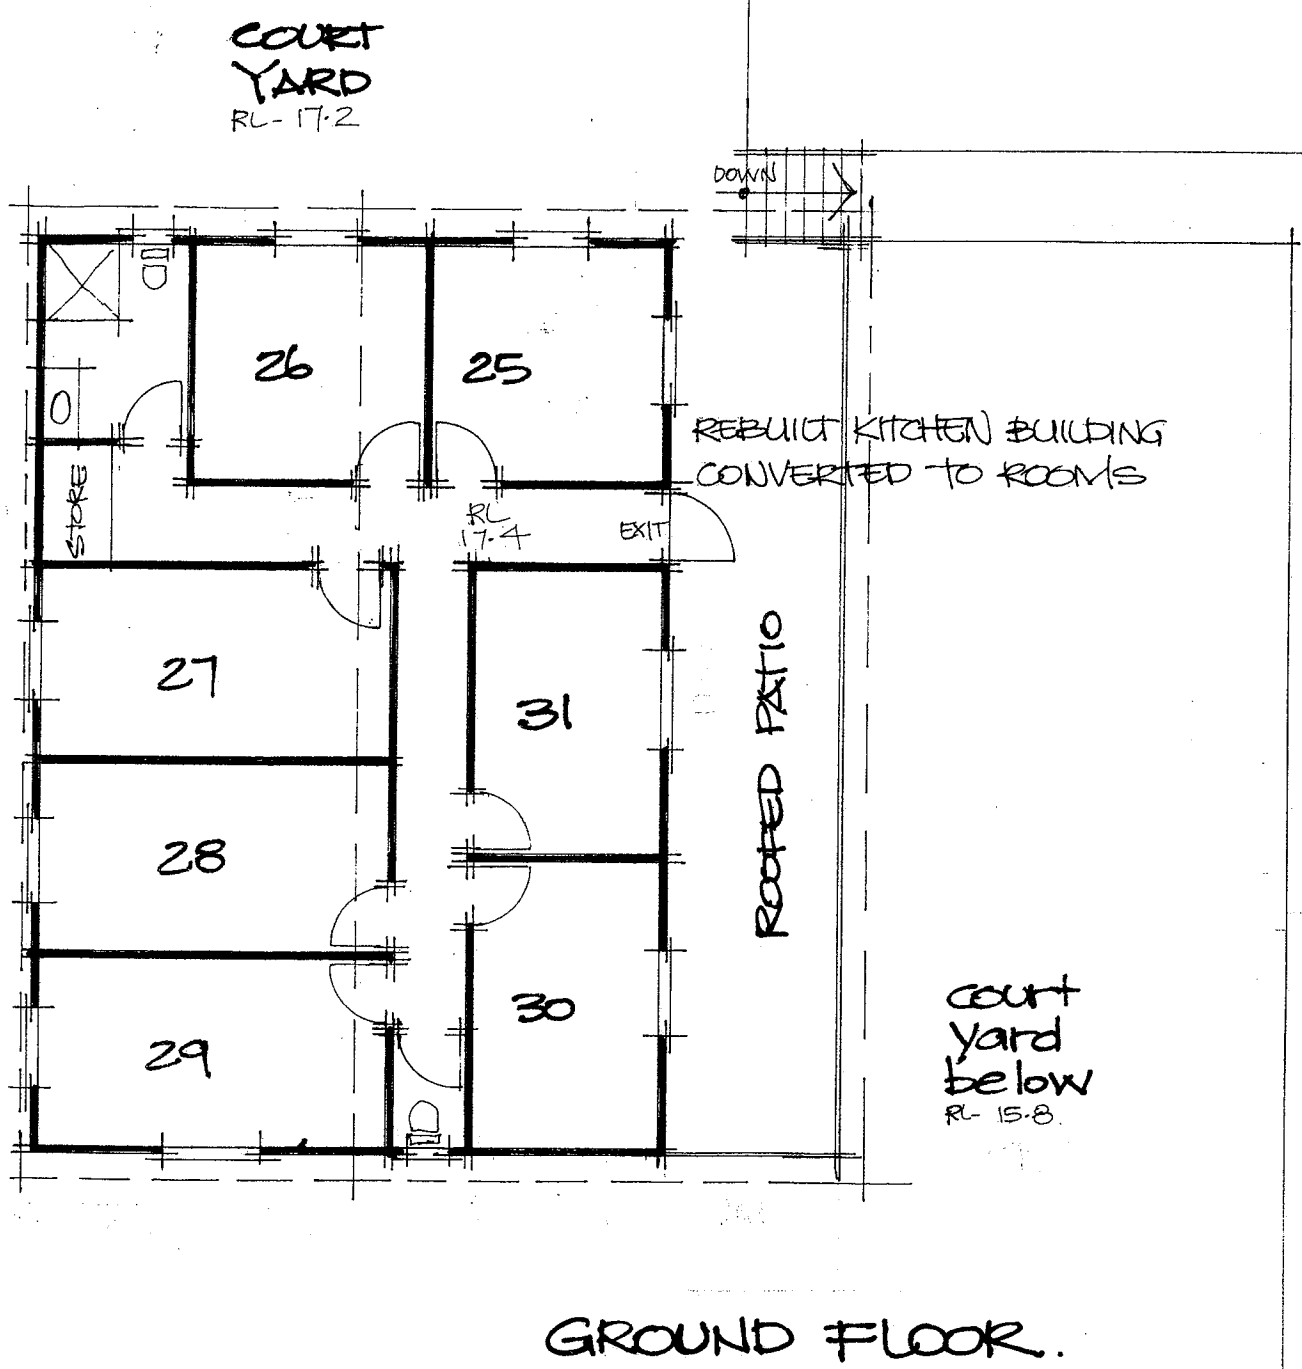 COURT
YARD
RL- 17.2
DOWN
26
25
REBUILT KITCHEN BUILDING
CONVERTED TO ROOMS
STORE
RL
17.4
EXIT
27
31
ROOFED PATIO
28
30
29
court
yard
below
RL- 15.8
GROUND FLOOR.